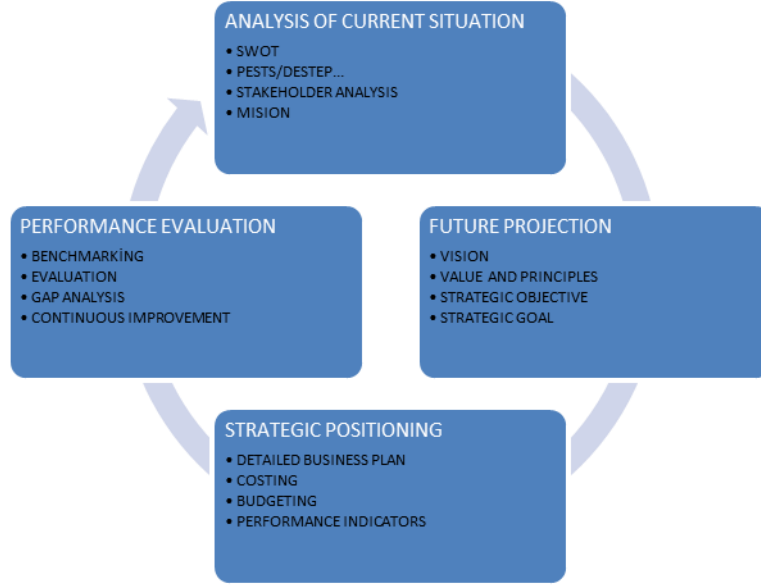 ANALYSIS OF CURRENT SITUATION
• SWOT
• PESTS/DESTEP...
• STAKEHOLDER ANALYSIS
• MISION
PERFORMANCE EVALUATION
• BENCHMARKİNG
• EVALUATION
• GAP ANALYSIS
• CONTINUOUS IMPROVEMENT
FUTURE PROJECTION
• VISION
• VALUE AND PRINCIPLES
• STRATEGIC OBJECTIVE
• STRATEGIC GOAL
STRATEGIC POSITIONING
• DETAILED BUSINESS PLAN
• COSTING
• BUDGETING
• PERFORMANCE INDICATORS